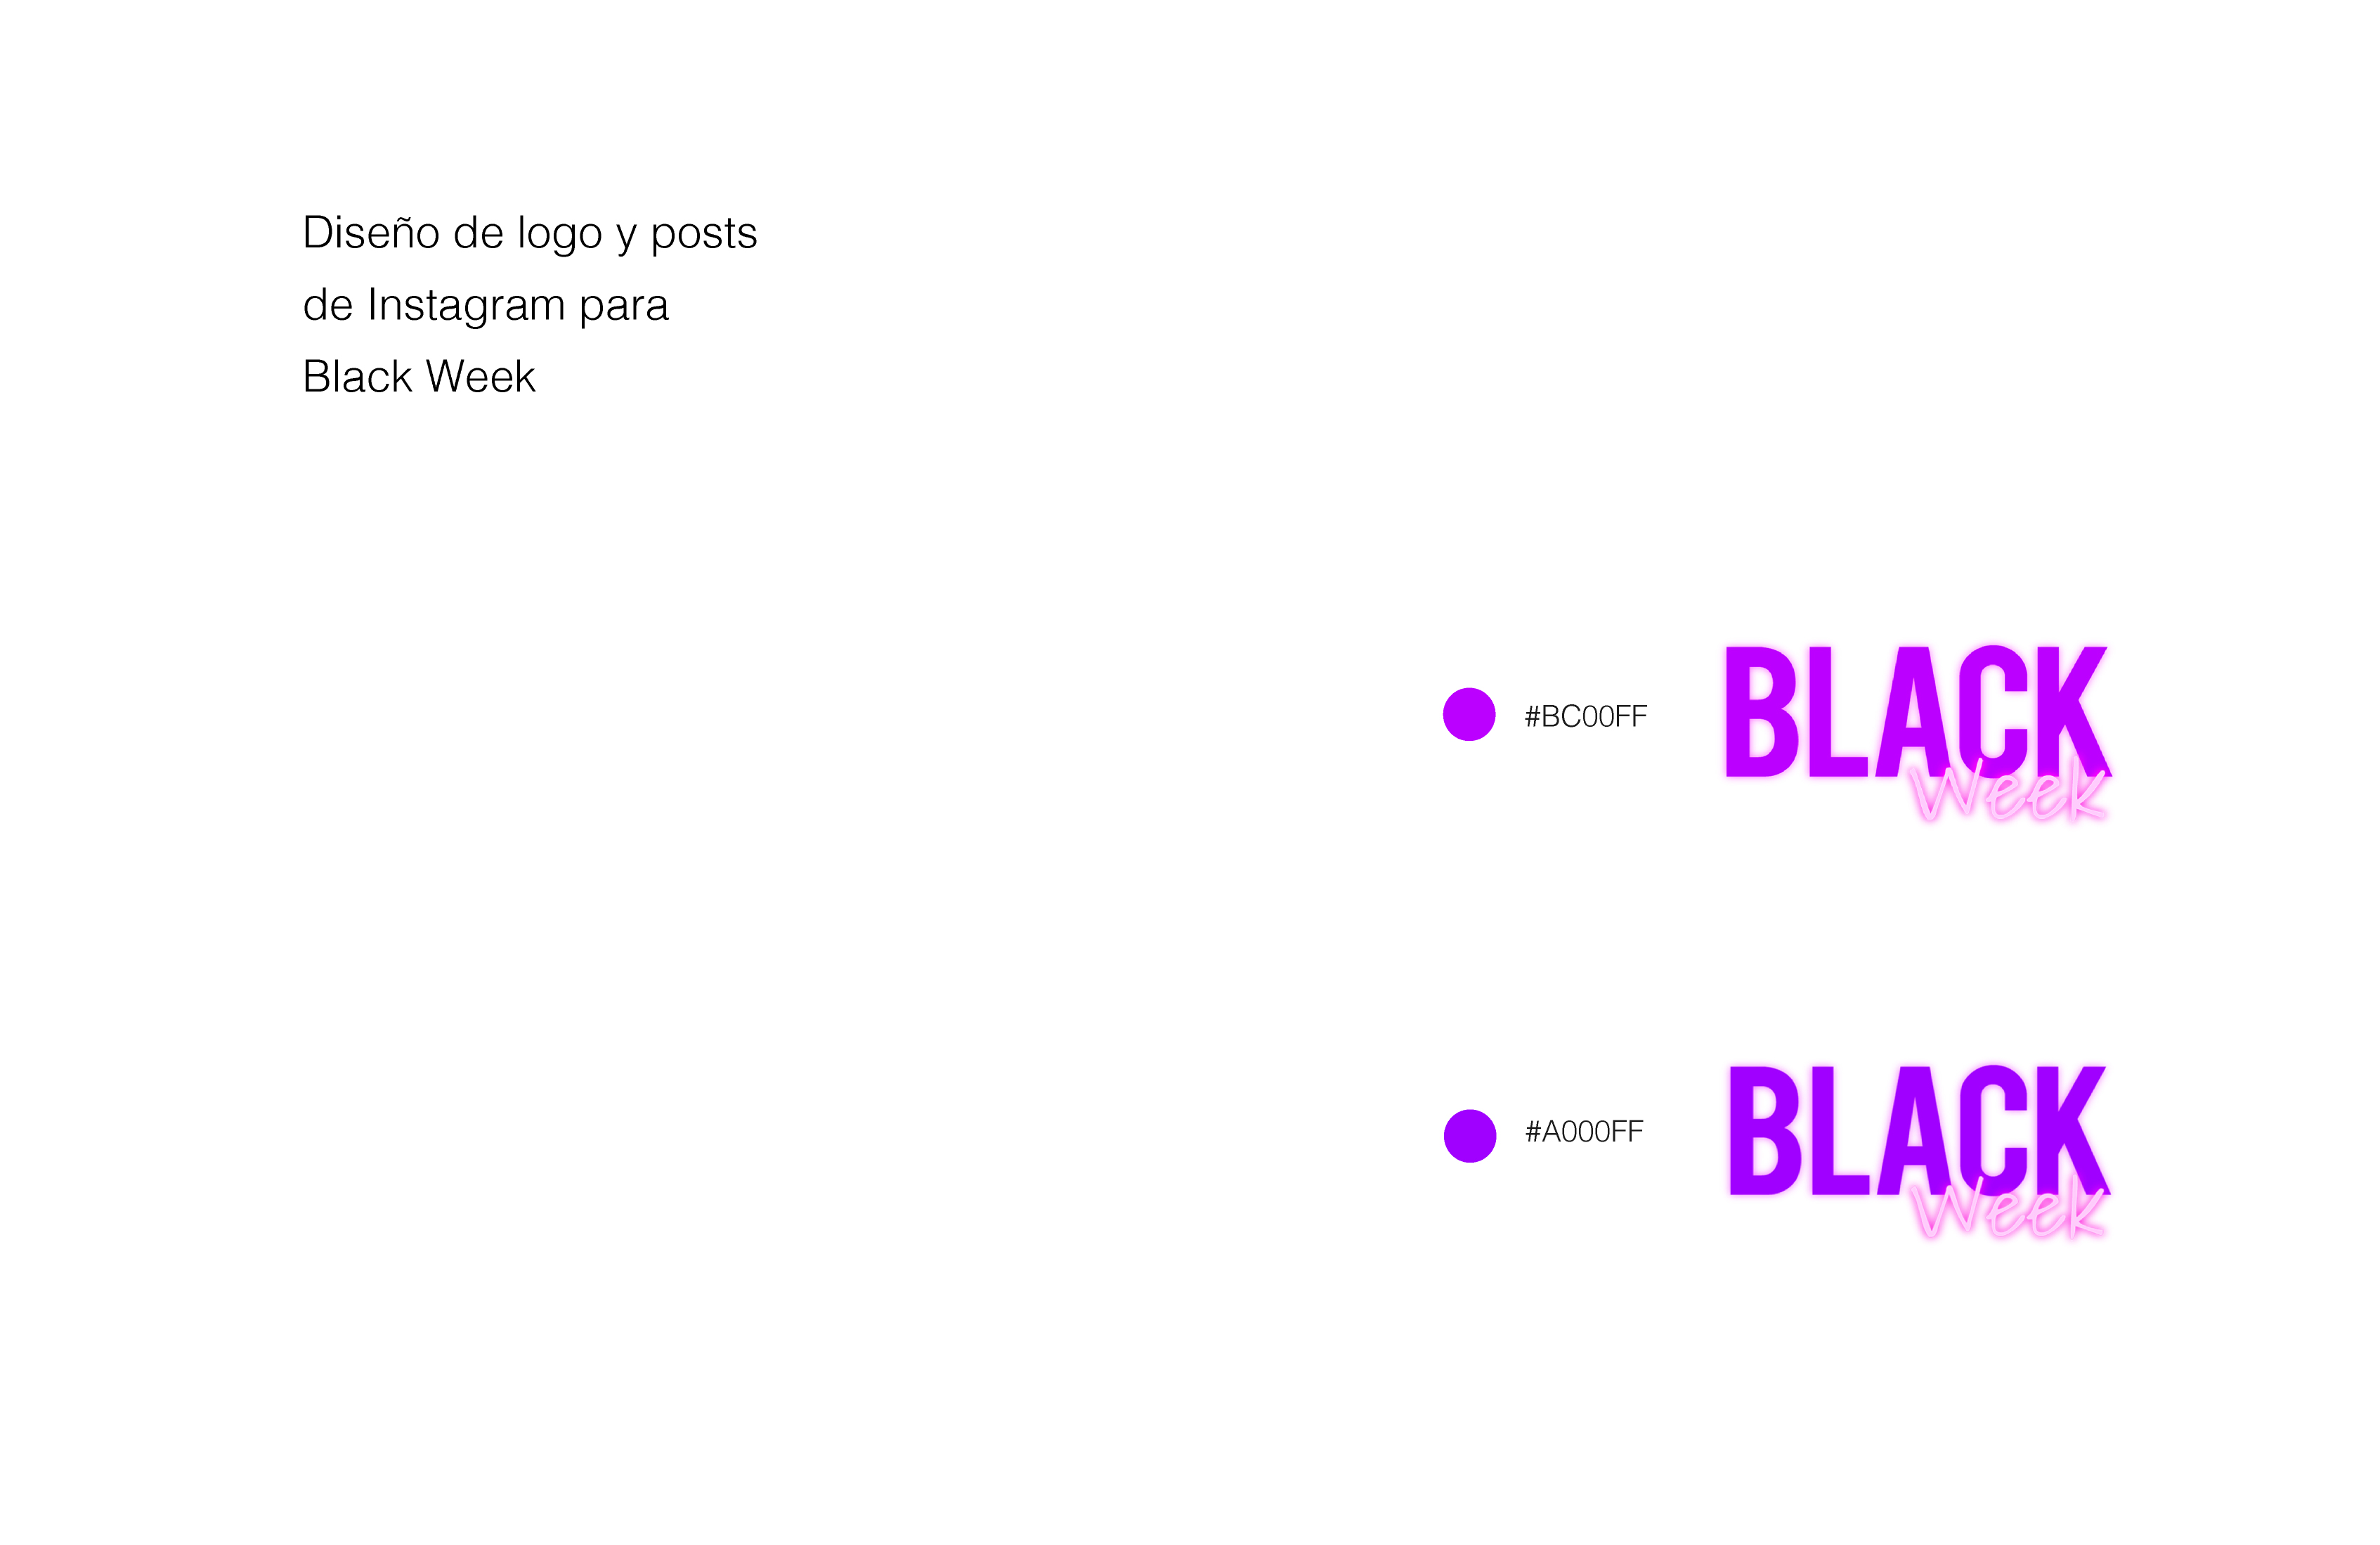 Diseño de logo y posts
de Instagram para
Black Week
#BC00FF
BLACK
Week
#A000FF
BLACK
Week